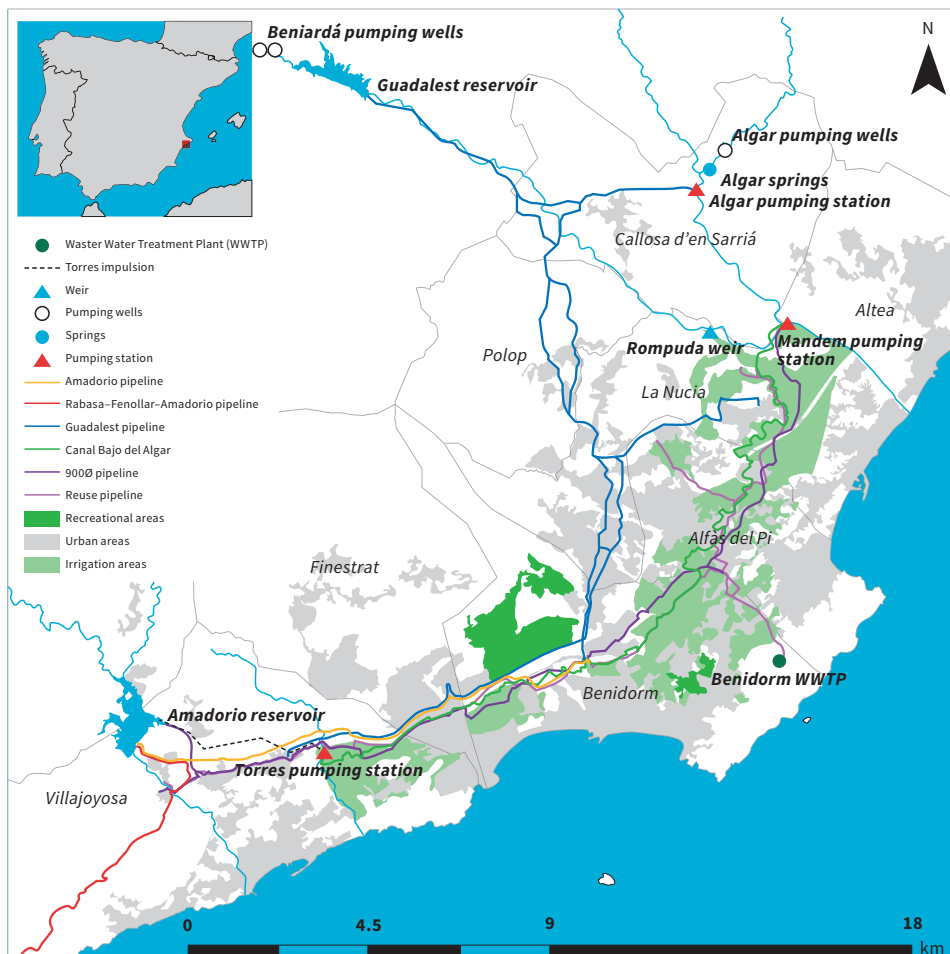 Beniardá pumping wells
N
Guadalest reservoir
Algar pumping wells
Algar springs
Algar pumping station
Callosa d'en Sarriá
Waster Water Treatment Plant (WWTP)
Torres impulsion
Weir
Pumping wells
Springs
Pumping station
Amadorio pipeline
Rabasa–Fenollar–Amadorio pipeline
Guadalest pipeline
Canal Bajo del Algar
900Ø pipeline
Reuse pipeline
Recreational areas
Urban areas
Irrigation areas
Altea
Polop
Rompuda weir
Mandem pumping
station
La Nucia
Alfàs del Pi
Finestrat
Benidorm
Benidorm WWTP
Amadorio reservoir
Torres pumping station
Villajoyosa
0 4.5 9 18
km